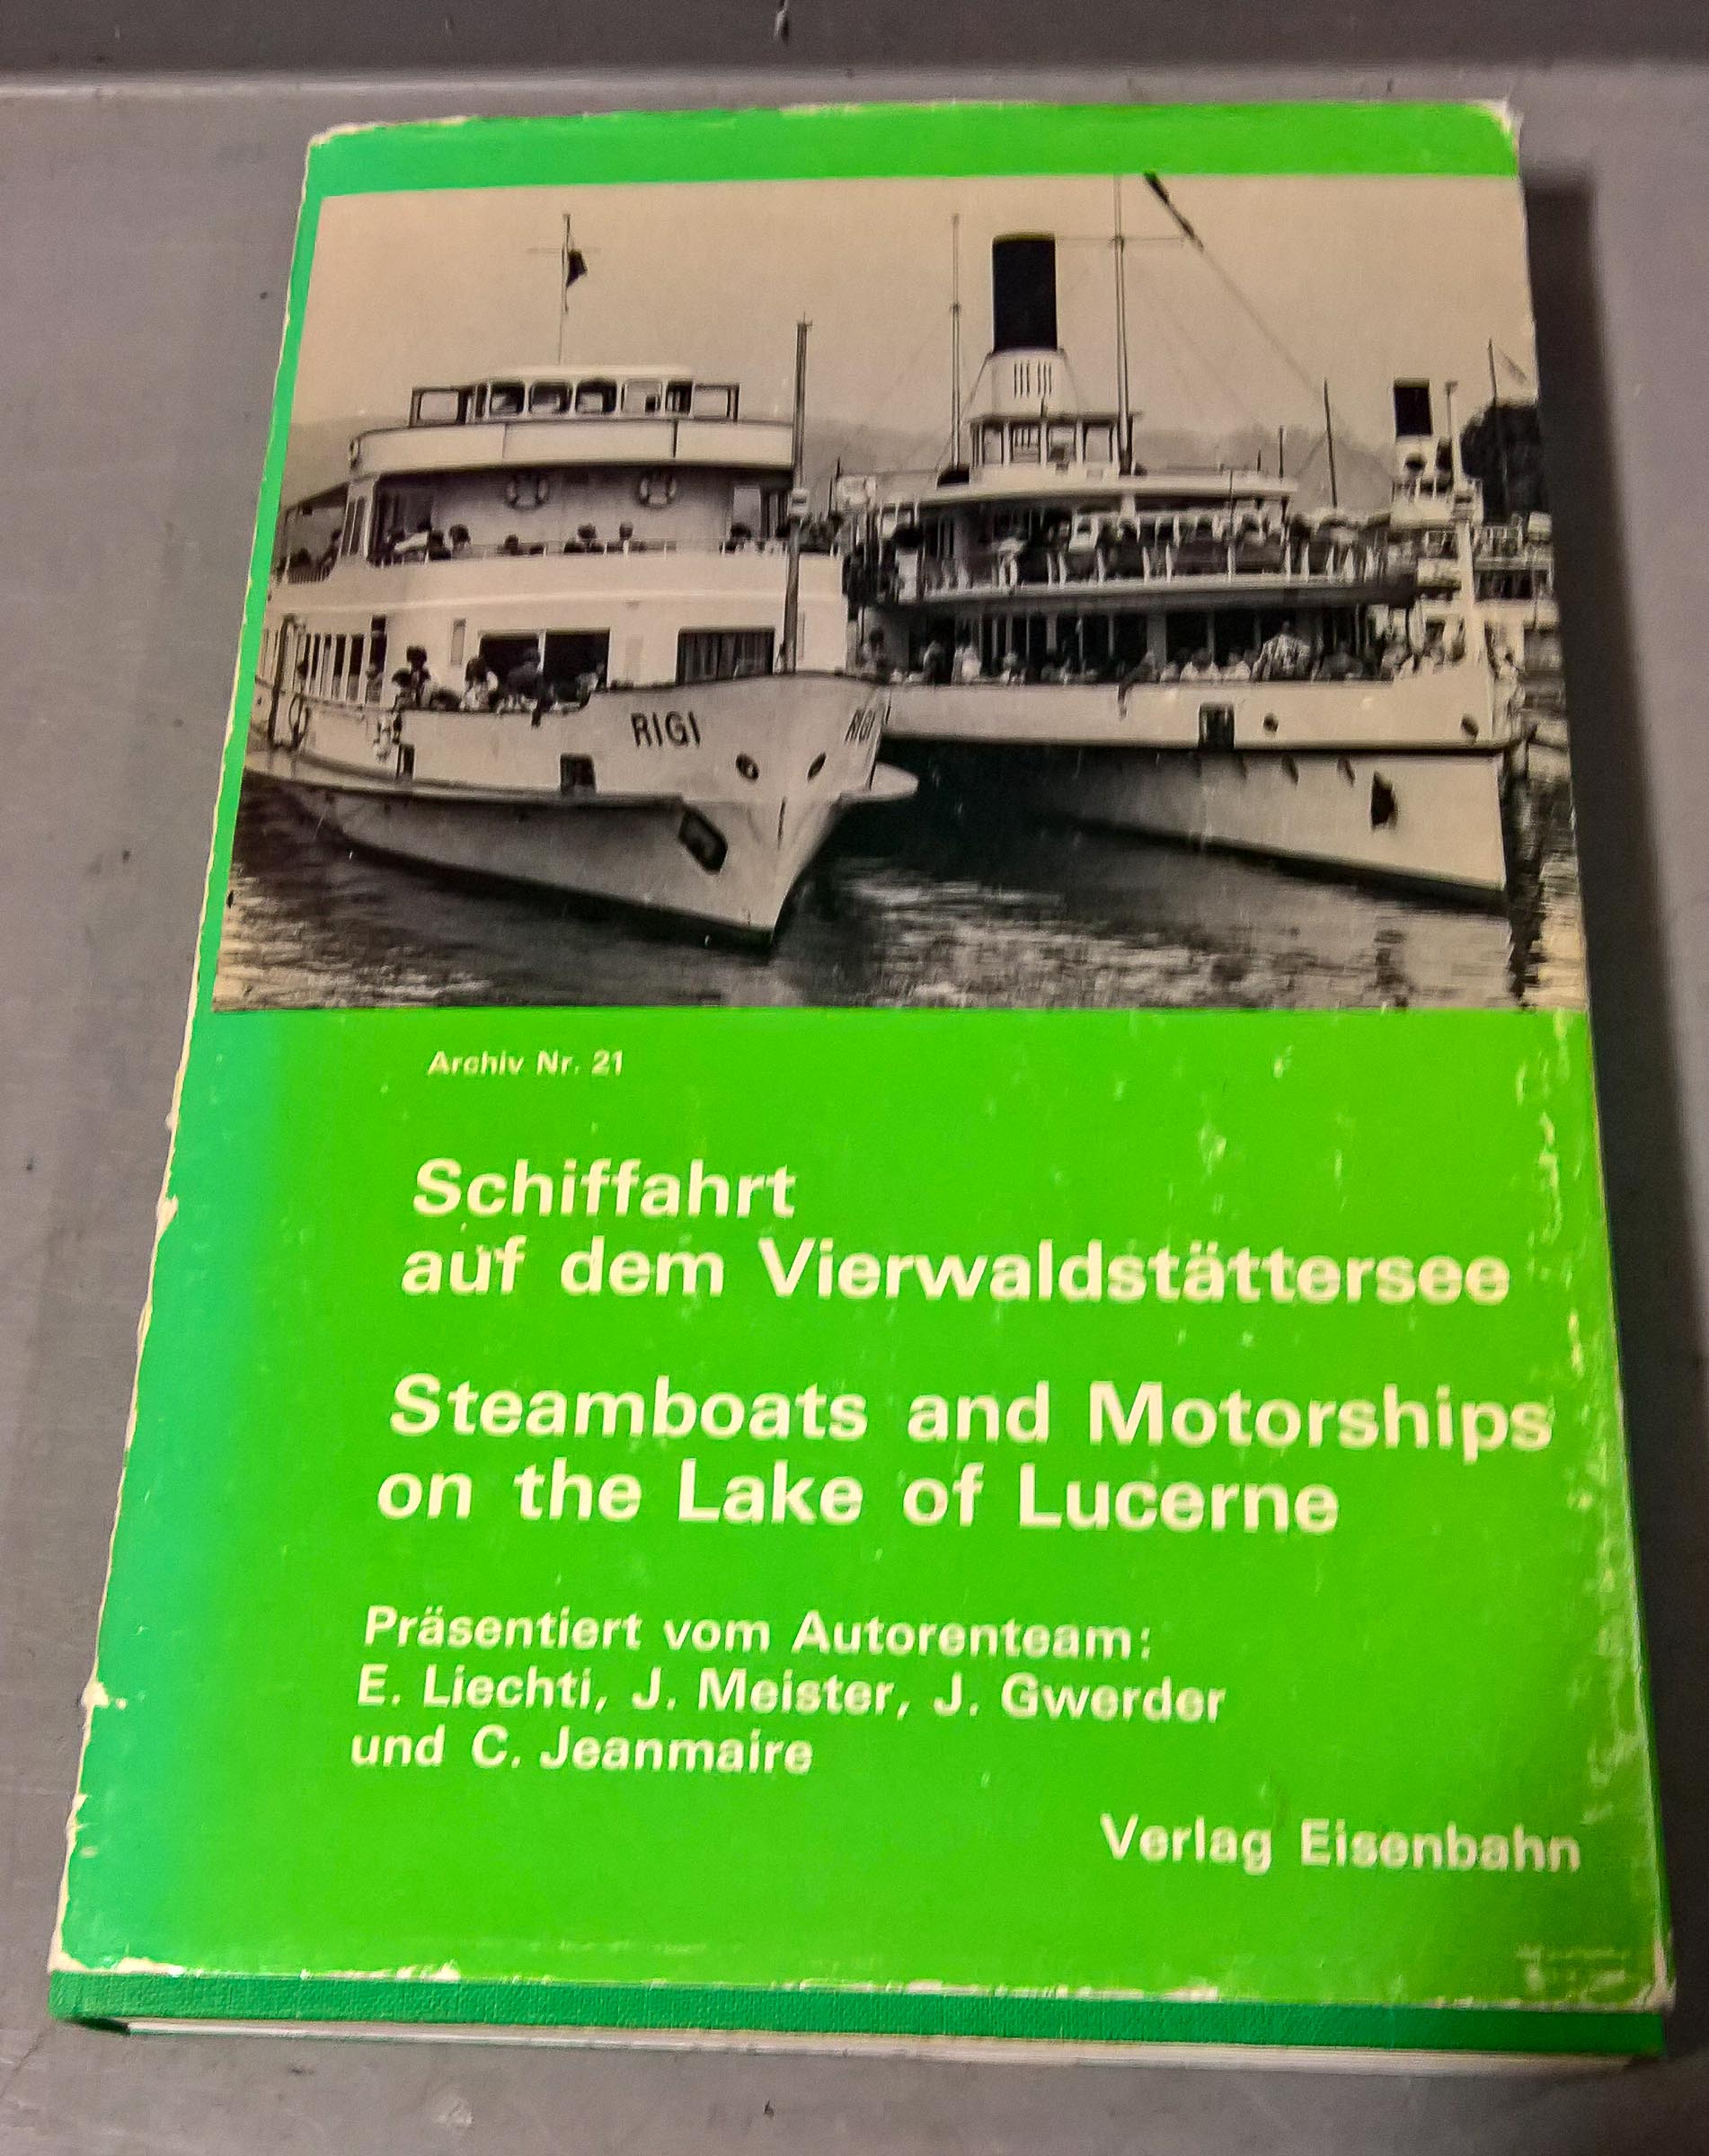 RIGI
RIGI
Archiv Nr. 21
Schiffahrt
auf dem Vierwaldstättersee
Steamboats and Motorships
on the Lake of Lucerne
Präsentiert vom Autorenteam:
E. Liechti, J. Meister, J. Gwerder
und C. Jeanmaire
Verlag Eisenbahn